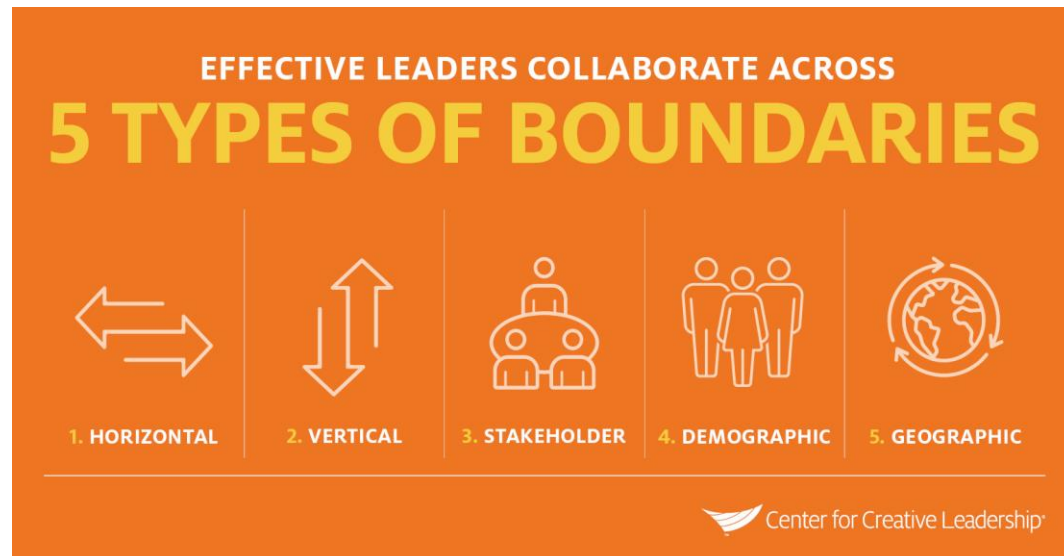 EFFECTIVE LEADERS COLLABORATE ACROSS
5 TYPES OF BOUNDARIES
1. HORIZONTAL
2. VERTICAL
3. STAKEHOLDER
4. DEMOGRAPHIC
5. GEOGRAPHIC
Center for Creative Leadership®